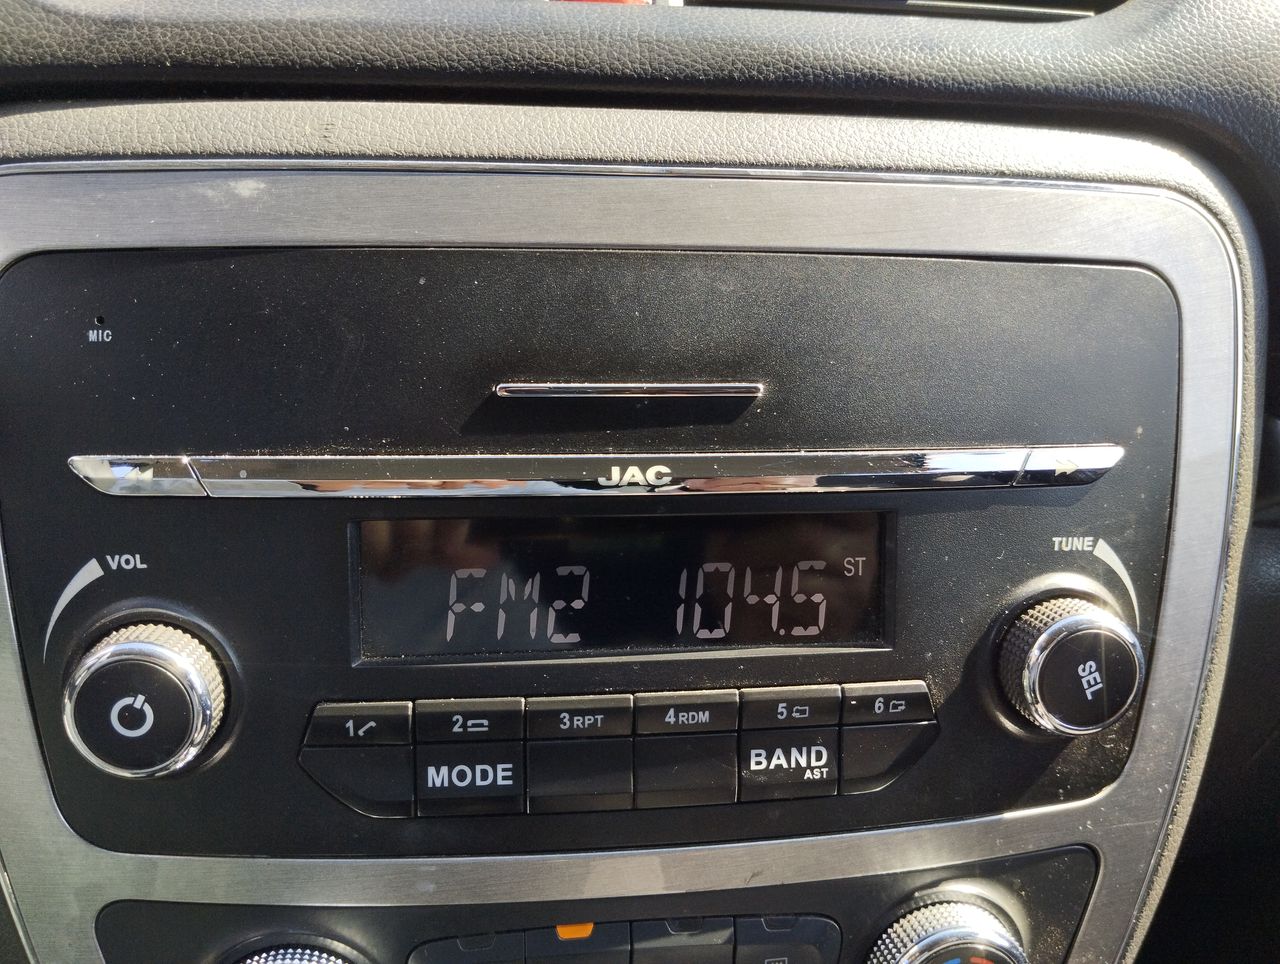 MIC
JAC
VOL
TUNE
FM2 104.5 ST
SEL
1
2
3 RPT
4 RDM
5
6
MODE
BAND
AST